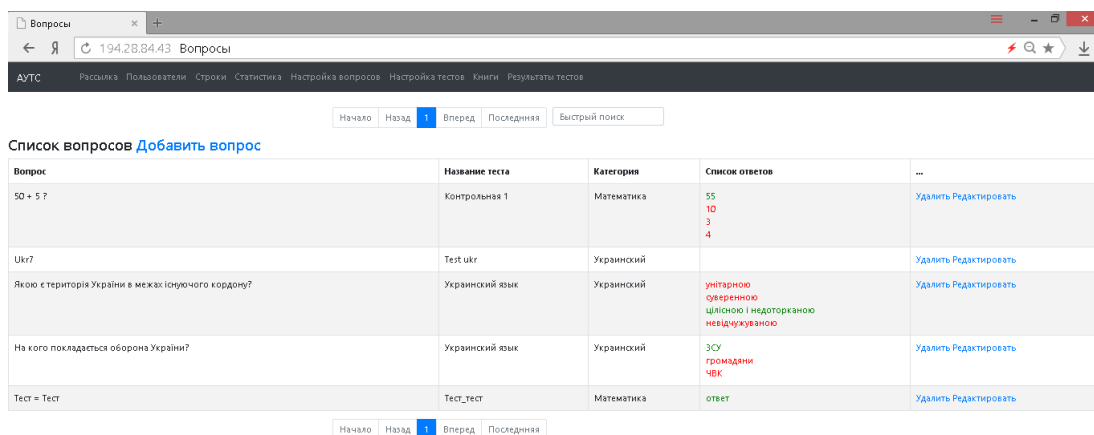 Вопросы
Я 194.28.84.43 Вопросы
АУТС Рассылка Пользователи Строки Статистика Настройка вопросов Настройка тестов Книги Результаты тестов
Начало Назад 1 Вперед Последнняя Быстрый поиск
Список вопросов Добавить вопрос
Вопрос Название теста Категория Список ответов ...
50 + 5 ? Контрольная 1 Математика 55 Удалить Редактировать
10
3
4
Ukr7 Test ukr Украинский Удалить Редактировать
Якою є територія України в межах існуючого кордону? Украинский язык Украинский унітарною Удалить Редактировать
суверенною
цілісною і недоторканою
невідчужуваною
На кого покладається оборона України? Украинский язык Украинский ЗСУ Удалить Редактировать
громадяни
ЧВК
Тест = Тест Тест_тест Математика ответ Удалить Редактировать
Начало Назад 1 Вперед Последнняя